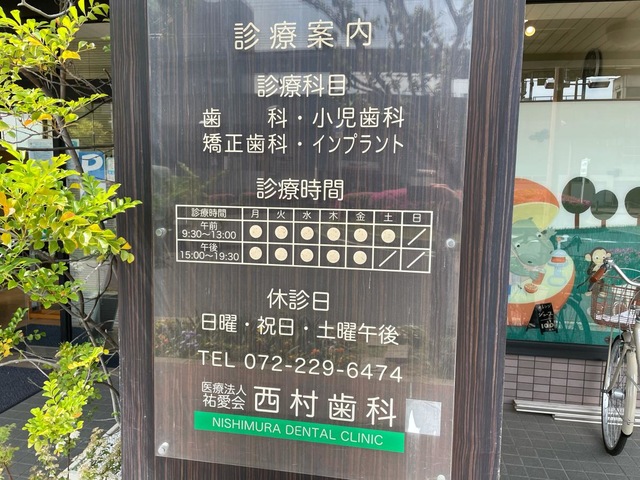 診療案内
診療科目
歯　科・小児歯科
矯正歯科・インプラント
診療時間
診療時間 月 火 水 木 金 土 日
午前 9:30〜13:00 ● ● ● ● ● ● ／
午後 15:00〜19:30 ● ● ● ● ● ／ ／
休診日
日曜・祝日・土曜午後
TEL 072-229-6474
医療法人
祐愛会 西村歯科
NISHIMURA DENTAL CLINIC
P